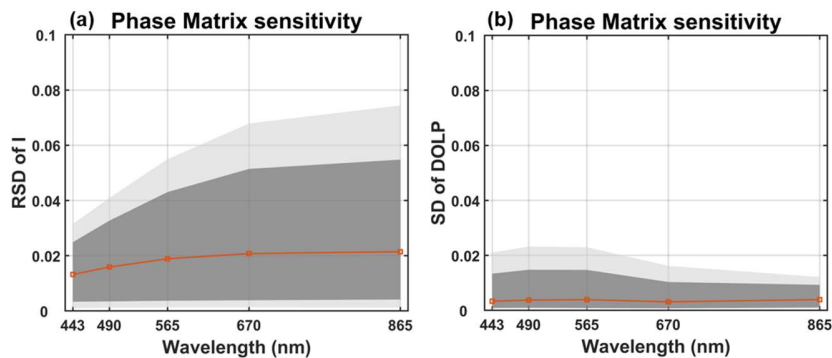 (a) Phase Matrix sensitivity
0.1
0.08
0.06
0.04
0.02
0
RSD of I
443 490 565 670 865
Wavelength (nm)
(b) Phase Matrix sensitivity
0.1
0.08
0.06
0.04
0.02
0
SD of DOLP
443 490 565 670 865
Wavelength (nm)